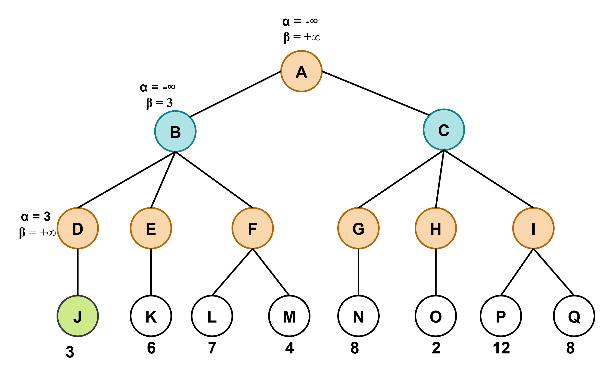 α = -∞
β = +∞
A
α = -∞
β = 3
B
C
α = 3
β = +∞
D
E
F
G
H
I
J
K
L
M
N
O
P
Q
3
6
7
4
8
2
12
8